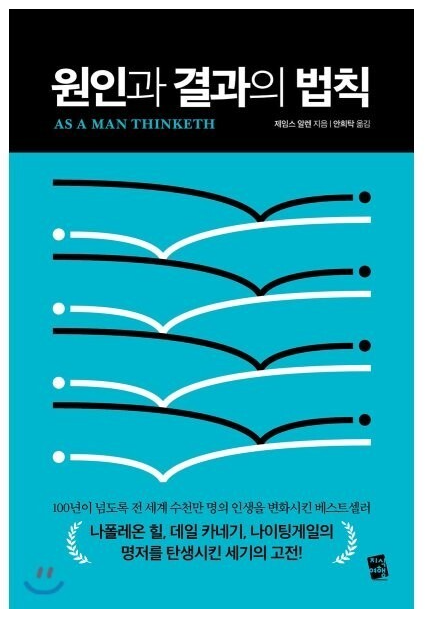 원인과 결과의 법칙
AS A MAN THINKETH
제임스 알렌 지음 | 안희탁 옮김
100년이 넘도록 전 세계 수천만 명의 인생을 변화시킨 베스트셀러
나폴레온 힐, 데일 카네기, 나이팅게일의
명저를 탄생시킨 세기의 고전!
지식
여행